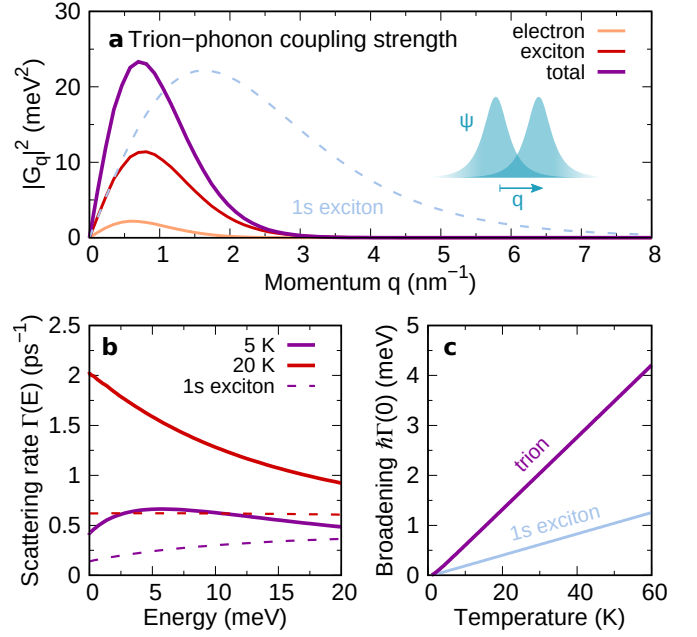 a Trion−phonon coupling strength
electron
exciton
total
|G_q|² (meV²)
30
20
10
0
ψ
q
1s exciton
0 1 2 3 4 5 6 7 8
Momentum q (nm⁻¹)
b
5 K
20 K
1s exciton
Scattering rate Γ(E) (ps⁻¹)
2.5
2
1.5
1
0.5
0
0 5 10 15 20
Energy (meV)
c
Broadening ℏΓ(0) (meV)
5
4
3
2
1
0
trion
1s exciton
0 20 40 60
Temperature (K)